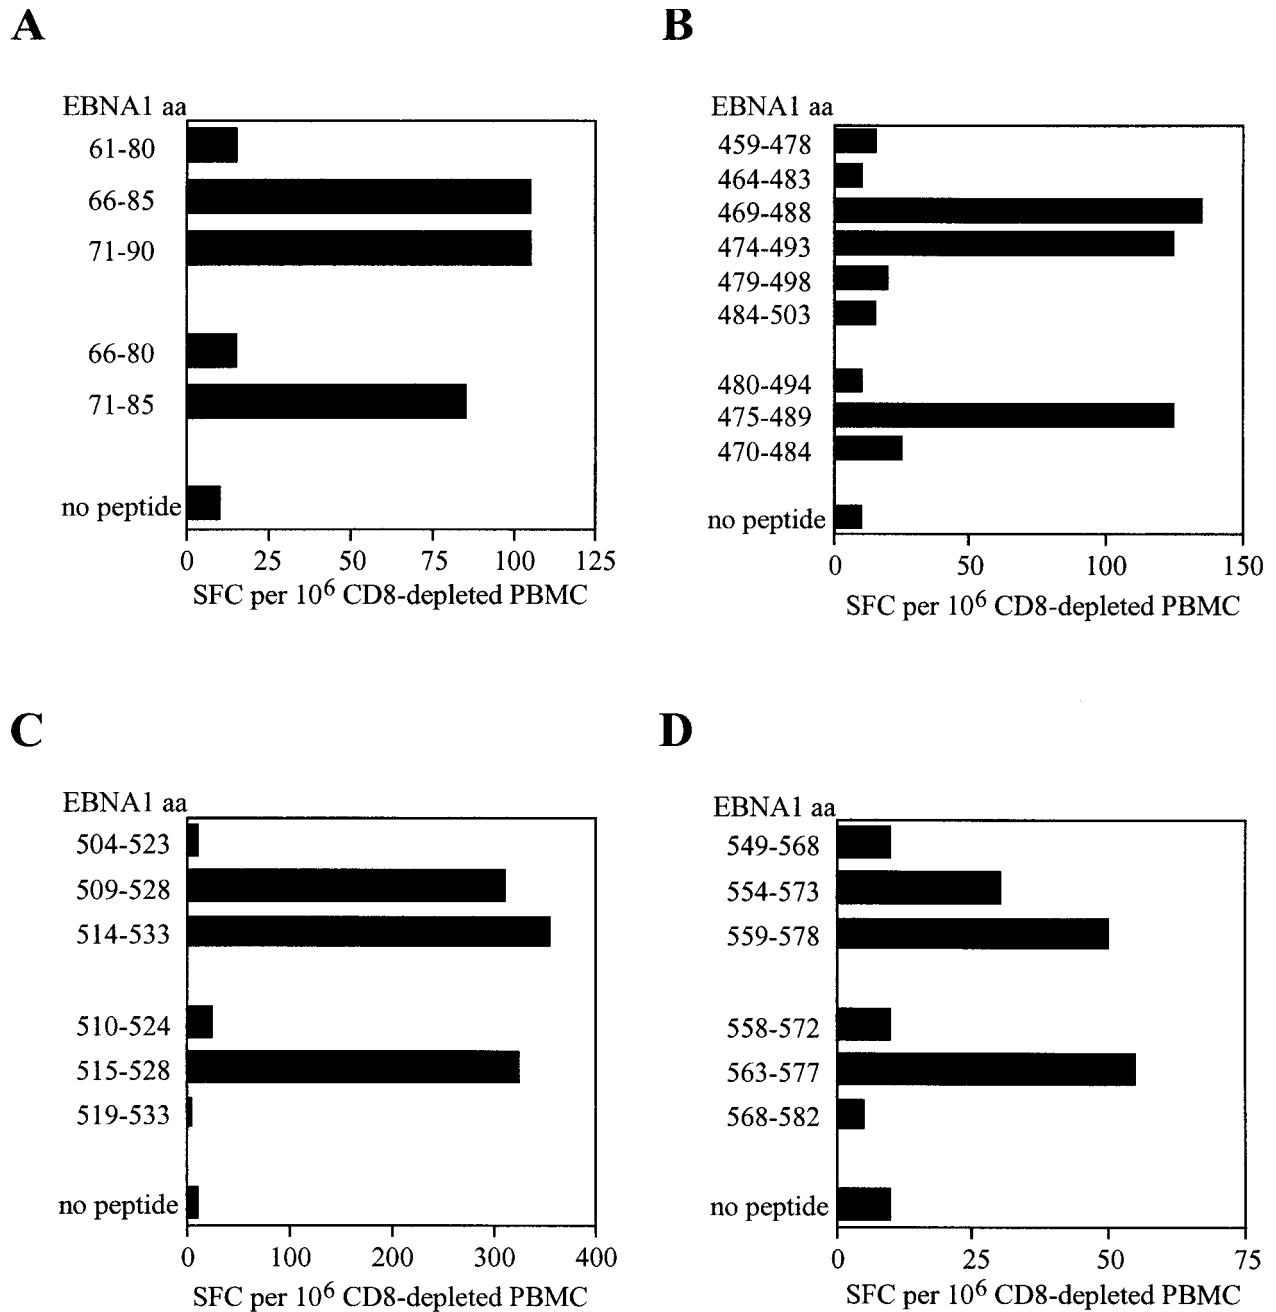 A
EBNA1 aa
61-80
66-85
71-90
66-80
71-85
no peptide
0 25 50 75 100 125
SFC per 10⁶ CD8-depleted PBMC
B
EBNA1 aa
459-478
464-483
469-488
474-493
479-498
484-503
480-494
475-489
470-484
no peptide
0 50 100 150
SFC per 10⁶ CD8-depleted PBMC
C
EBNA1 aa
504-523
509-528
514-533
510-524
515-528
519-533
no peptide
0 100 200 300 400
SFC per 10⁶ CD8-depleted PBMC
D
EBNA1 aa
549-568
554-573
559-578
558-572
563-577
568-582
no peptide
0 25 50 75
SFC per 10⁶ CD8-depleted PBMC